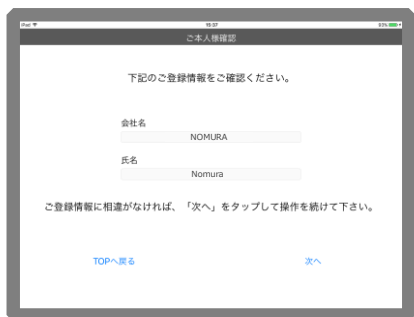 iPad 15:37 93%
ご本人様確認
下記のご登録情報をご確認ください。
会社名
NOMURA
氏名
Nomura
ご登録情報に相違がなければ、「次へ」をタップして操作を続けて下さい。
TOPへ戻る 次へ